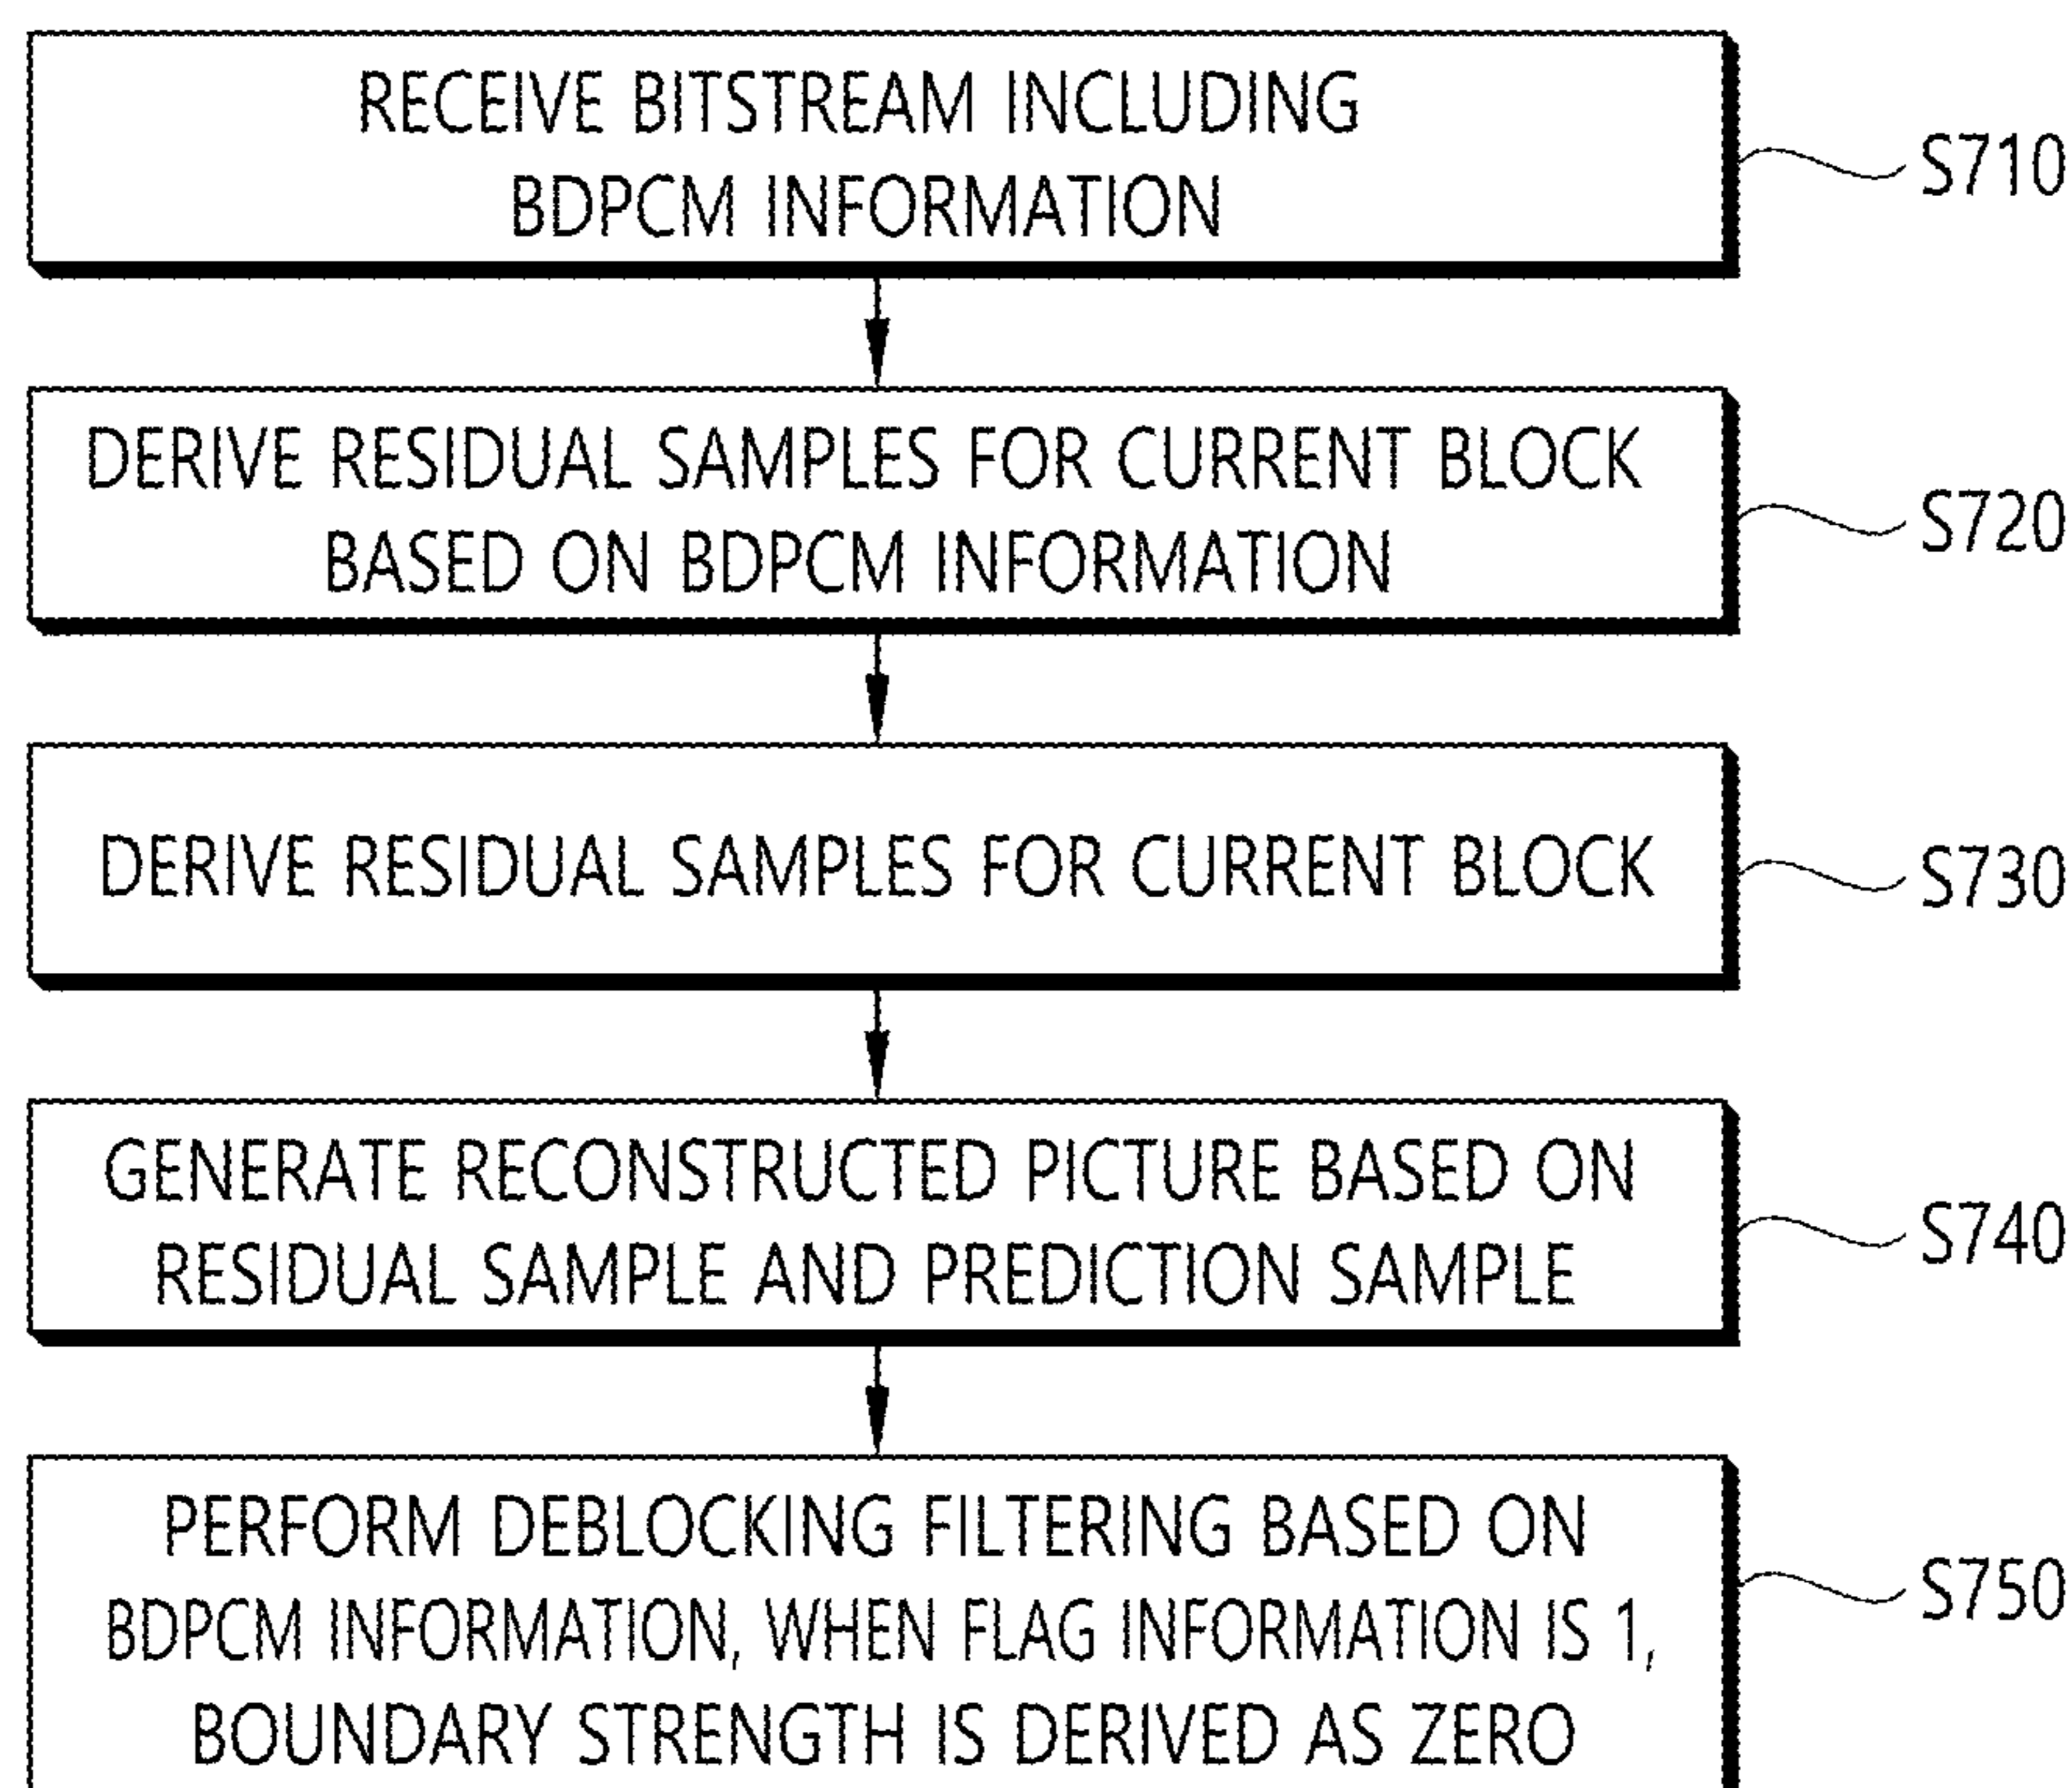 RECEIVE BITSTREAM INCLUDING
BDPCM INFORMATION
S710
DERIVE RESIDUAL SAMPLES FOR CURRENT BLOCK
BASED ON BDPCM INFORMATION
S720
DERIVE RESIDUAL SAMPLES FOR CURRENT BLOCK
S730
GENERATE RECONSTRUCTED PICTURE BASED ON
RESIDUAL SAMPLE AND PREDICTION SAMPLE
S740
PERFORM DEBLOCKING FILTERING BASED ON
BDPCM INFORMATION, WHEN FLAG INFORMATION IS 1,
BOUNDARY STRENGTH IS DERIVED AS ZERO
S750